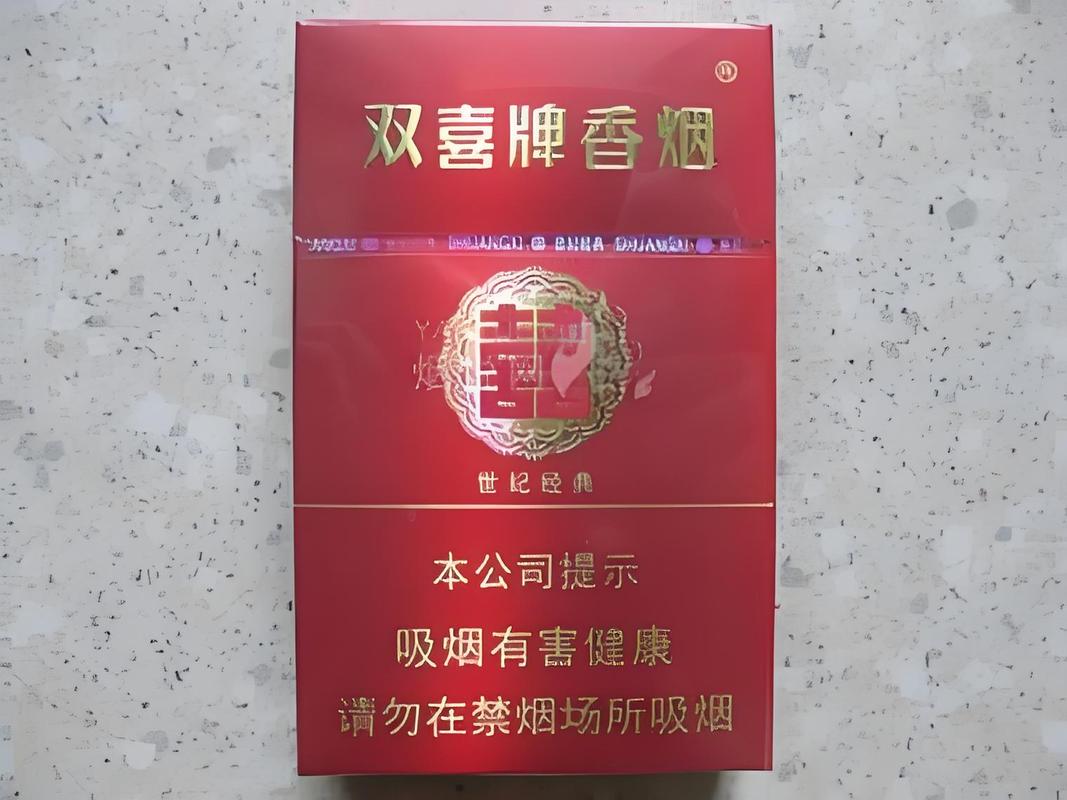 双喜牌香烟
世纪经典
本公司提示
吸烟有害健康
请勿在禁烟场所吸烟